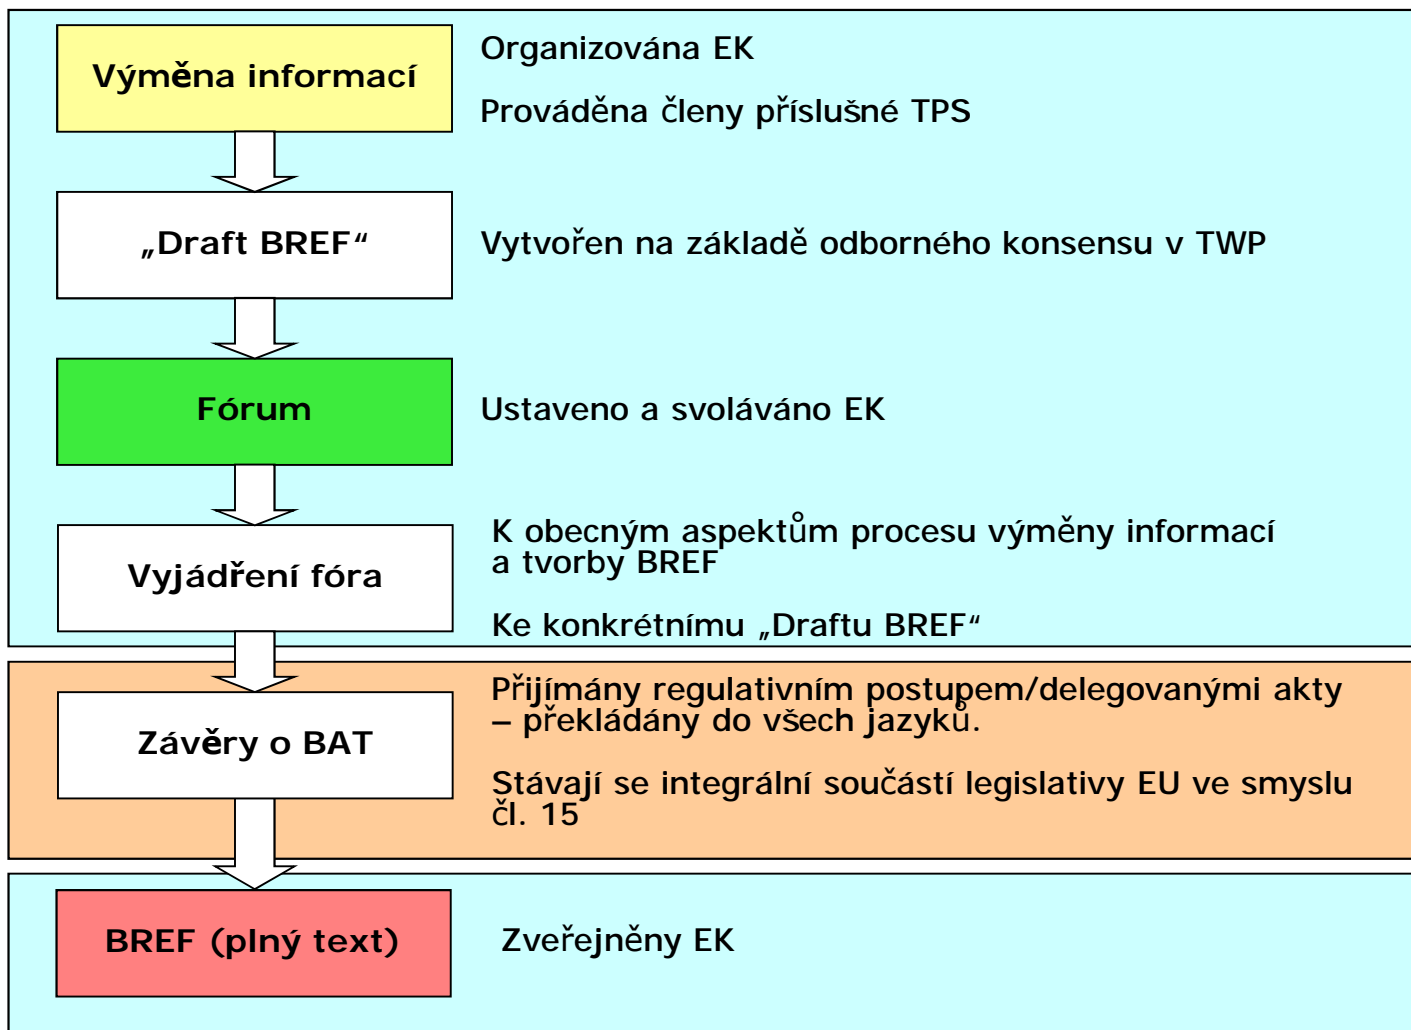 Výměna informací
Organizována EK
Prováděna členy příslušné TPS
„Draft BREF“
Vytvořen na základě odborného konsensu v TWP
Fórum
Ustaveno a svoláváno EK
Vyjádření fóra
K obecným aspektům procesu výměny informací
a tvorby BREF
Ke konkrétnímu „Draftu BREF“
Závěry o BAT
Přijímány regulativním postupem/delegovanými akty
– překládány do všech jazyků.
Stávají se integrální součástí legislativy EU ve smyslu
čl. 15
BREF (plný text)
Zveřejněny EK